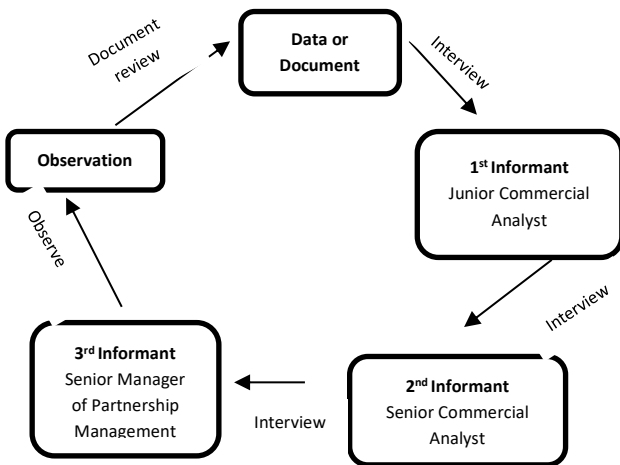 Document
review
Data or
Document
Interview
Observation
1st Informant
Junior Commercial
Analyst
Observe
Interview
3rd Informant
Senior Manager
of Partnership
Management
Interview
2nd Informant
Senior Commercial
Analyst